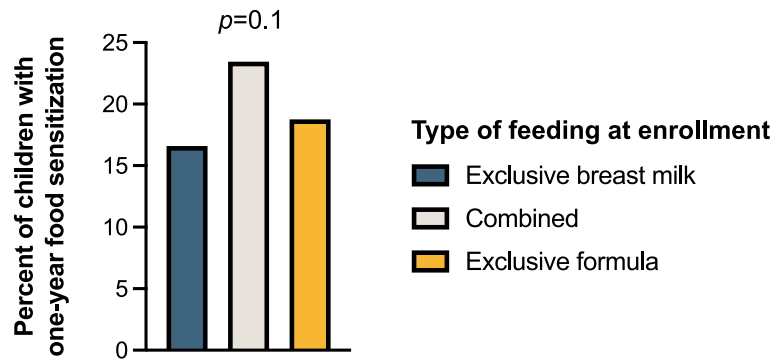 p=0.1
Percent of children with
one-year food sensitization
25
20
15
10
5
0
Type of feeding at enrollment
Exclusive breast milk
Combined
Exclusive formula